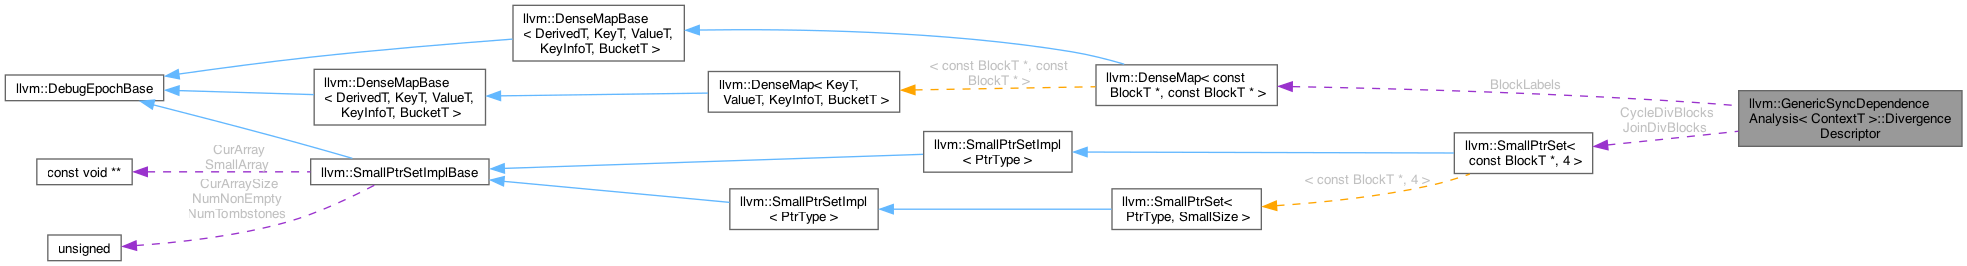 llvm::DenseMapBase
< DerivedT, KeyT, ValueT,
KeyInfoT, BucketT >
llvm::DebugEpochBase
llvm::DenseMapBase
< DerivedT, KeyT, ValueT,
KeyInfoT, BucketT >
llvm::DenseMap< KeyT,
ValueT, KeyInfoT, BucketT >
< const BlockT *, const
BlockT * >
llvm::DenseMap< const
BlockT *, const BlockT * >
BlockLabels
llvm::GenericSyncDependence
Analysis< ContextT >::Divergence
Descriptor
CycleDivBlocks
JoinDivBlocks
const void **
CurArray
SmallArray
llvm::SmallPtrSetImplBase
llvm::SmallPtrSetImpl
< PtrType >
llvm::SmallPtrSet<
const BlockT *, 4 >
CurArraySize
NumNonEmpty
NumTombstones
llvm::SmallPtrSetImpl
< PtrType >
llvm::SmallPtrSet<
PtrType, SmallSize >
< const BlockT *, 4 >
unsigned